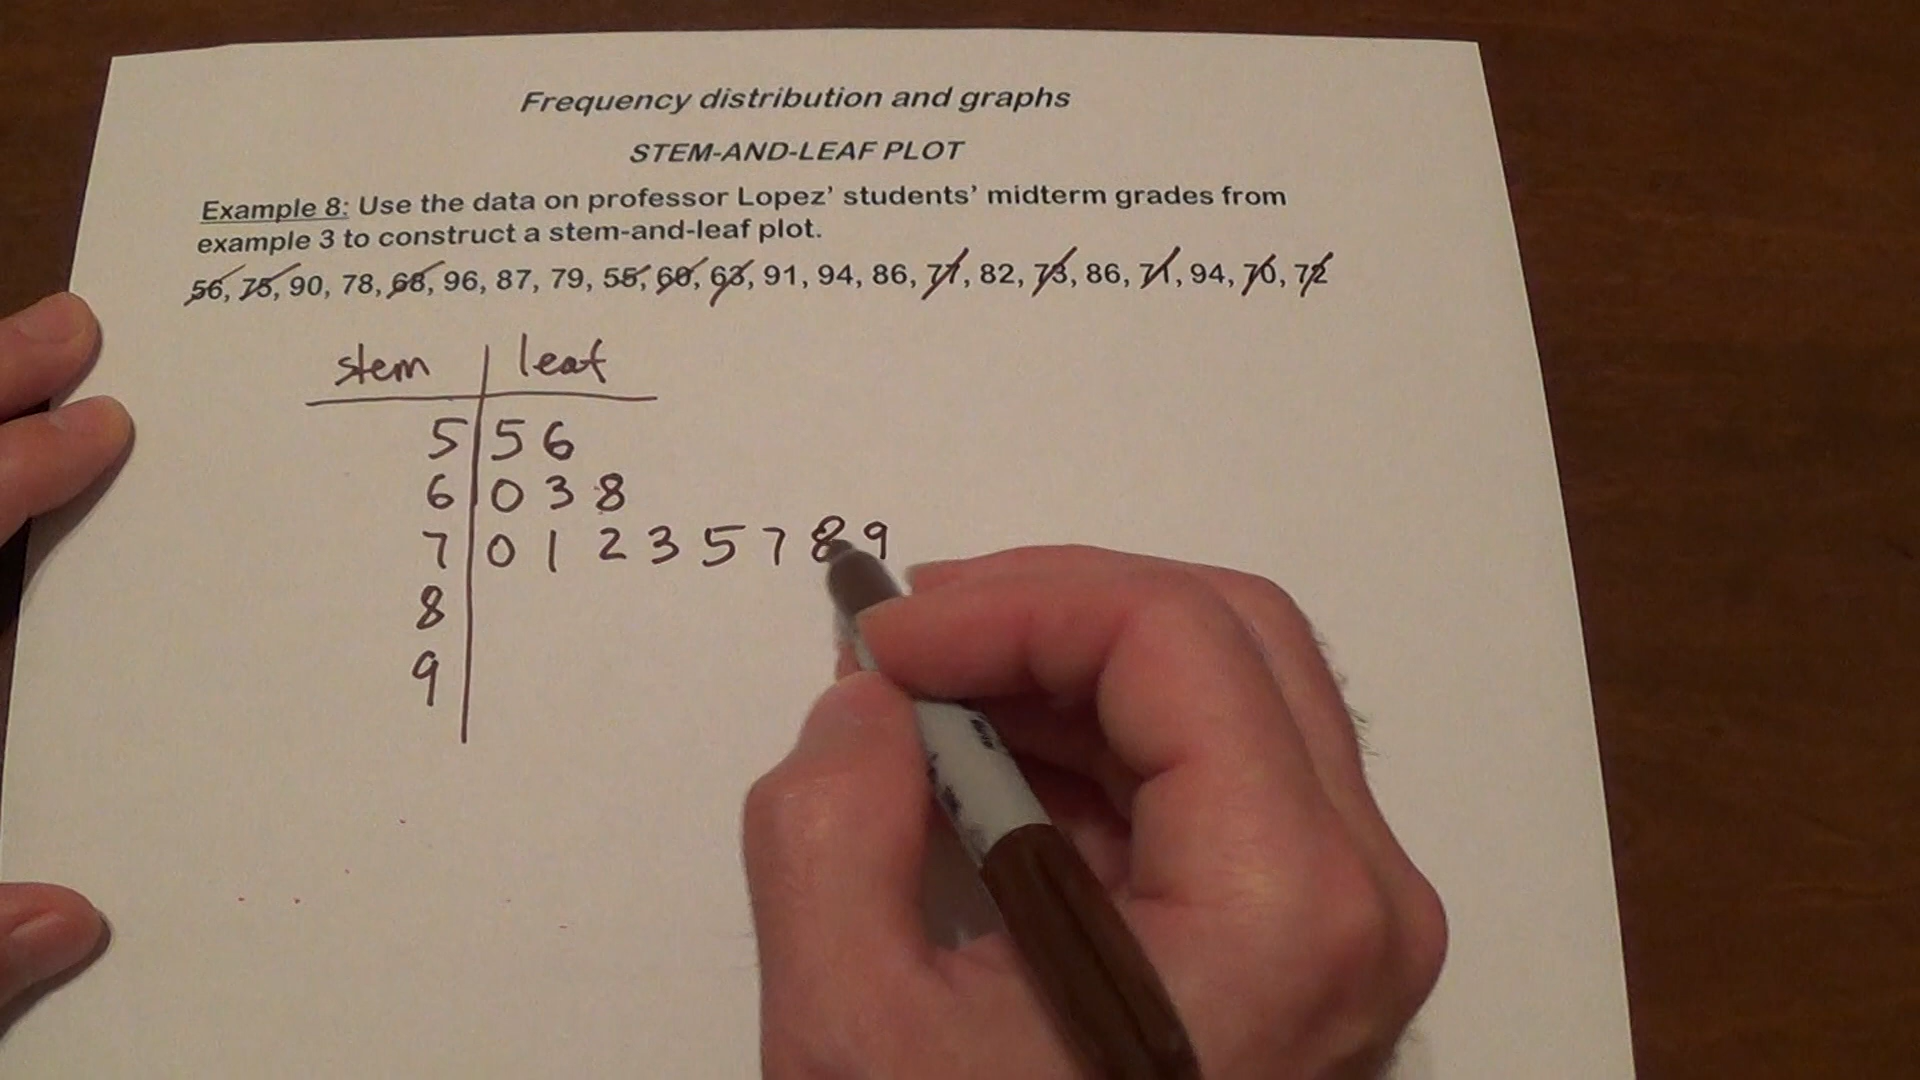 Frequency distribution and graphs
STEM-AND-LEAF PLOT
Example 8: Use the data on professor Lopez’ students’ midterm grades from
example 3 to construct a stem-and-leaf plot.
56, 75, 90, 78, 68, 96, 87, 79, 55, 60, 63, 91, 94, 86, 77, 82, 73, 86, 71, 94, 70, 72
stem | leaf
5 | 5 6
6 | 0 3 8
7 | 0 1 2 3 5 7 8 9
8 |
9 |